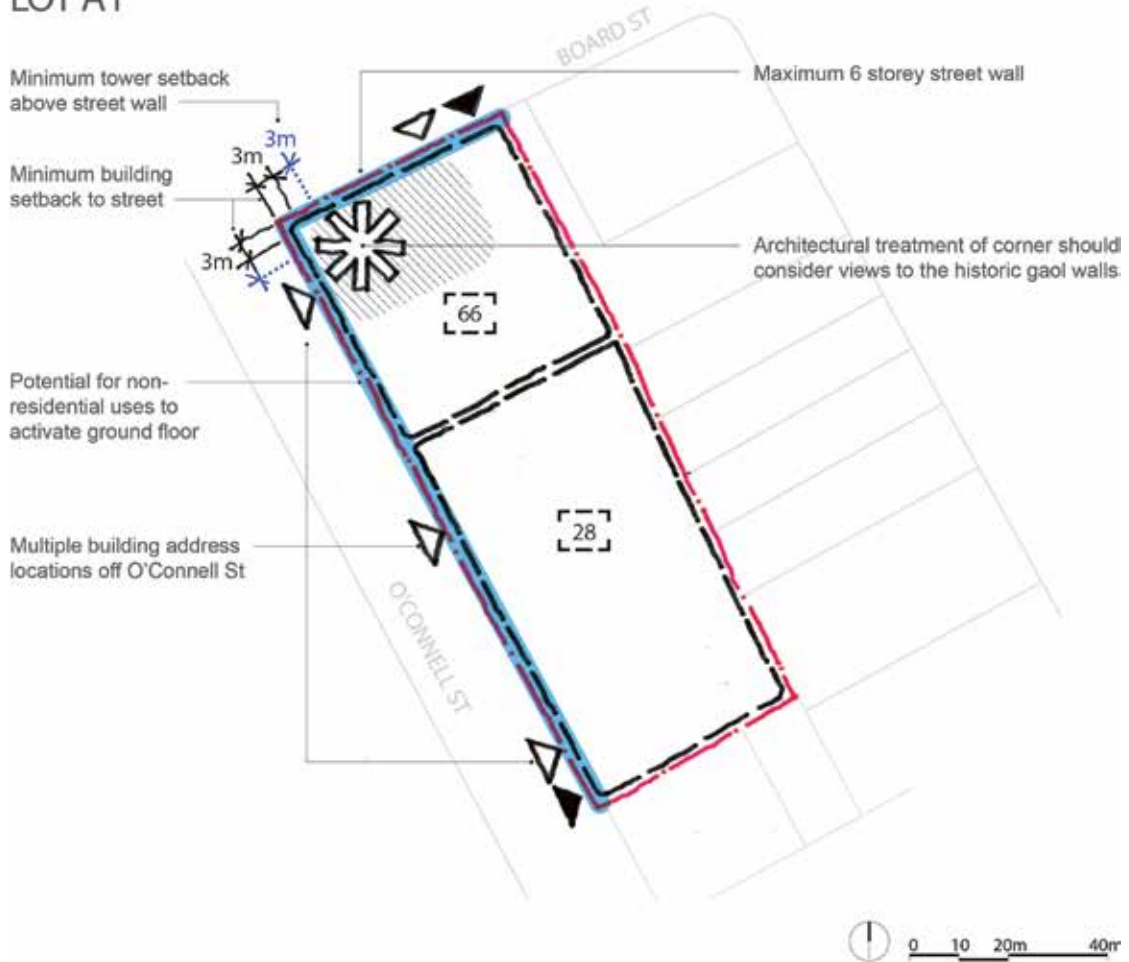 LOT A1
BOARD ST
Minimum tower setback
above street wall
Maximum 6 storey street wall
3m
3m
Minimum building
setback to street
3m
Architectural treatment of corner should
consider views to the historic gaol walls
66
Potential for non-
residential uses to
activate ground floor
28
Multiple building address
locations off O'Connell St
O'CONNELL ST
0 10 20m 40m